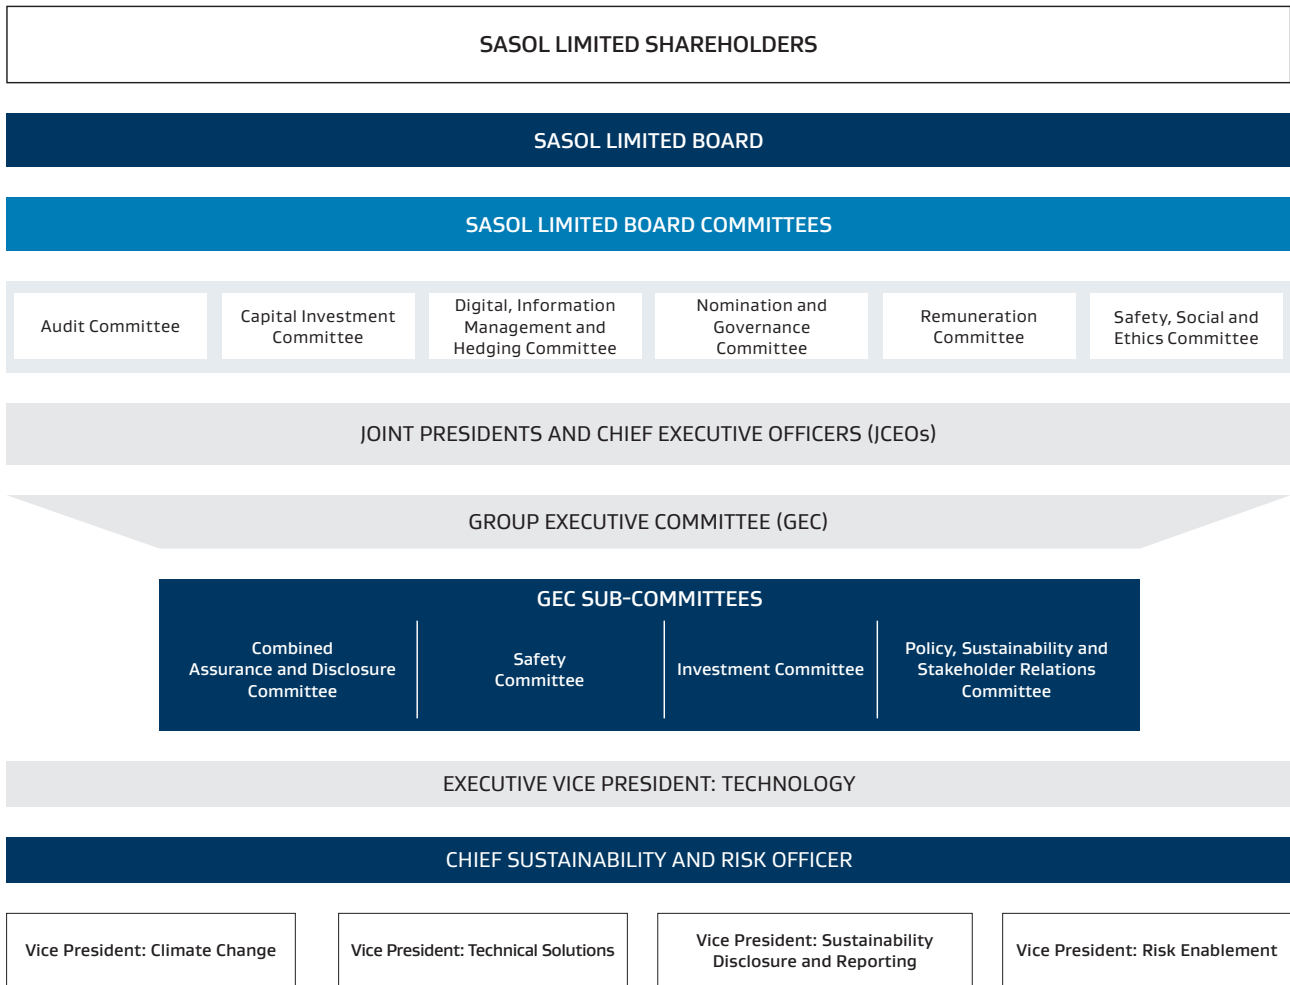 SASOL LIMITED SHAREHOLDERS
SASOL LIMITED BOARD
SASOL LIMITED BOARD COMMITTEES
Audit Committee
Capital Investment
Committee
Digital, Information
Management and
Hedging Committee
Nomination and
Governance
Committee
Remuneration
Committee
Safety, Social and
Ethics Committee
JOINT PRESIDENTS AND CHIEF EXECUTIVE OFFICERS (JCEOs)
GROUP EXECUTIVE COMMITTEE (GEC)
GEC SUB-COMMITTEES
Combined
Assurance and Disclosure
Committee
Safety
Committee
Investment Committee
Policy, Sustainability and
Stakeholder Relations
Committee
EXECUTIVE VICE PRESIDENT: TECHNOLOGY
CHIEF SUSTAINABILITY AND RISK OFFICER
Vice President: Climate Change
Vice President: Technical Solutions
Vice President: Sustainability
Disclosure and Reporting
Vice President: Risk Enablement